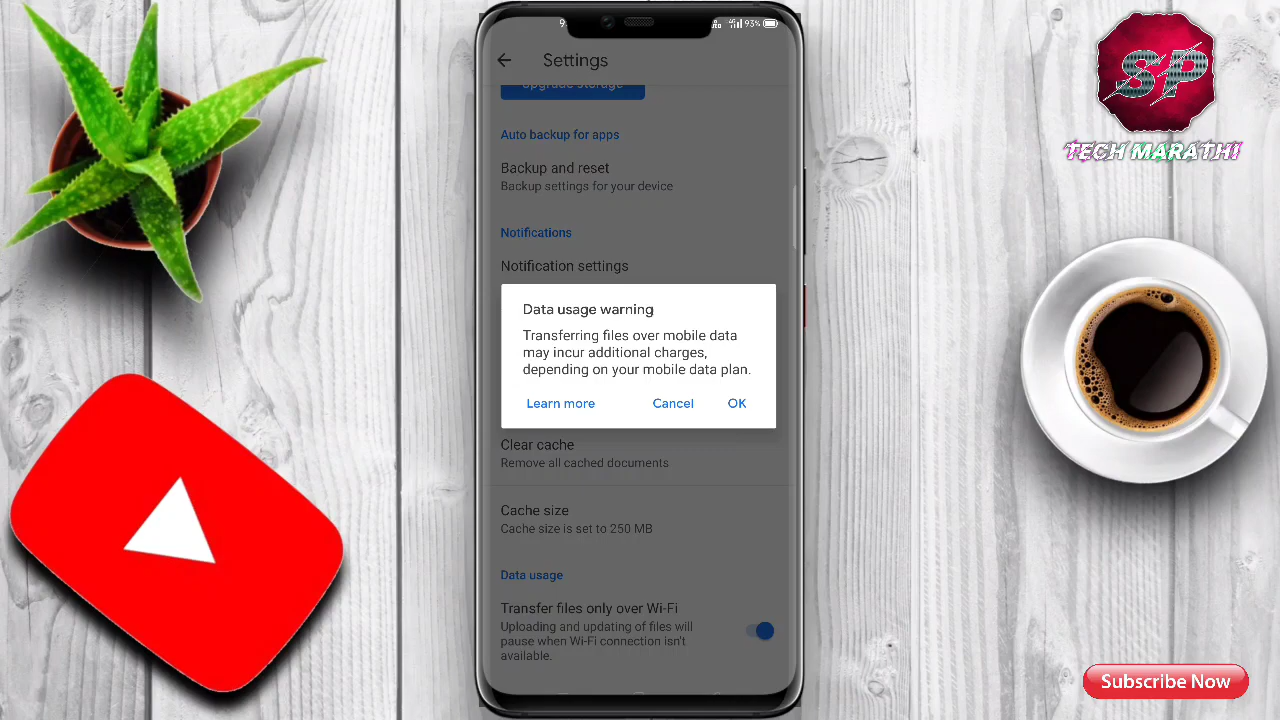 9:
93%
Settings
Upgrade storage
Auto backup for apps
Backup and reset
Backup settings for your device
Notifications
Notification settings
Data usage warning
Transferring files over mobile data
may incur additional charges,
depending on your mobile data plan.
Learn more
Cancel
OK
Clear cache
Remove all cached documents
Cache size
Cache size is set to 250 MB
Data usage
Transfer files only over Wi-Fi
Uploading and updating of files will
pause when Wi-Fi connection isn't
available.
SP
TECH MARATHI
Subscribe Now